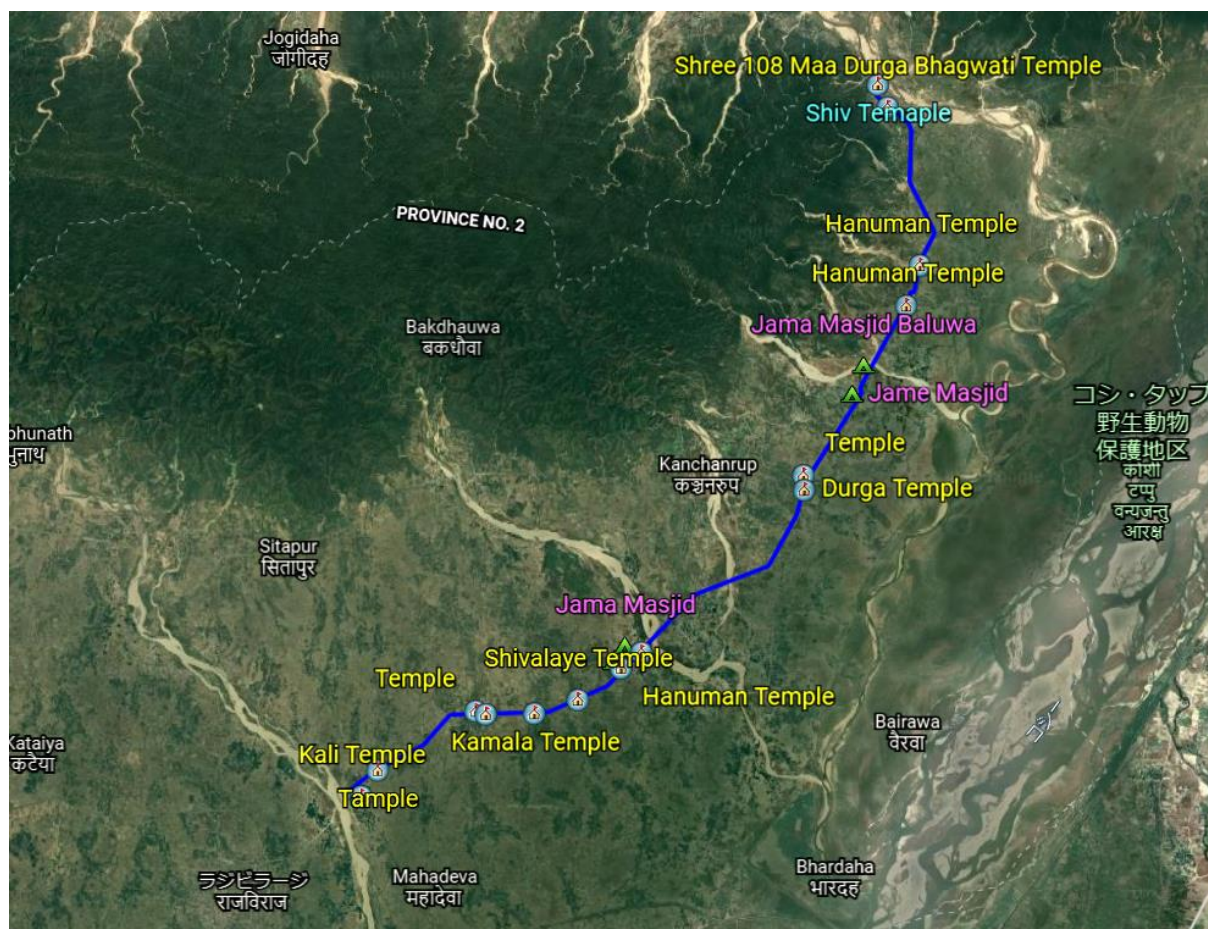 Jogidaha
जोगीदह
Shree 108 Maa Durga Bhagwati Temple
Shiv Temaple
PROVINCE NO. 2
Hanuman Temple
Hanuman Temple
Jama Masjid Baluwa
Bakdhauwa
बकधौवा
Jame Masjid
コシ・タップ
野生動物
保護地区
कोशी
टप्पु
वन्यजन्तु
आरक्ष
Temple
Kanchanrup
कञ्चनरुप
Durga Temple
Sitapur
सितापुर
Jama Masjid
Shivalaye Temple
Temple
Hanuman Temple
Kamala Temple
Bairawa
वैरवा
コシー
Kataiya
कटैया
Kali Temple
Tample
Bhardaha
भारदह
ラジビラージ
राजविराज
Mahadeva
महादेवा